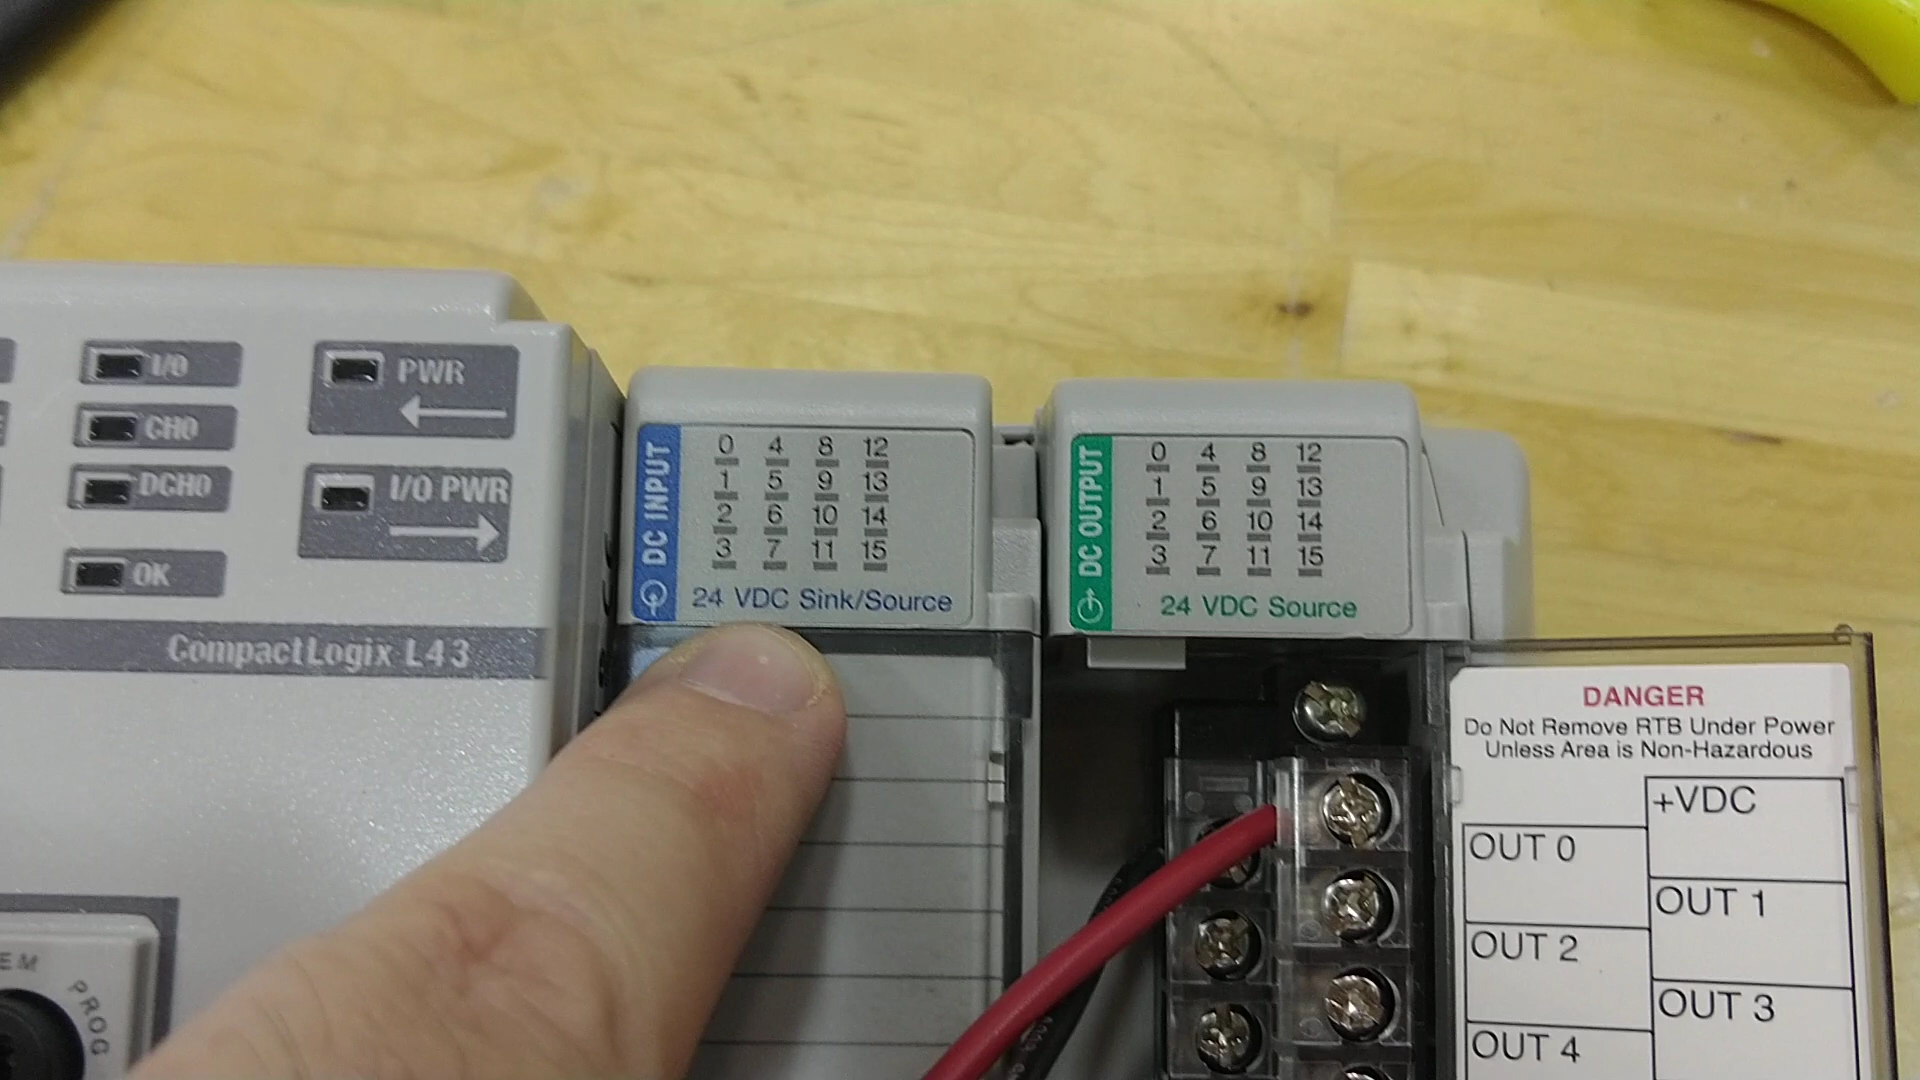 I/O
CH0
DCH0
OK
PWR
I/O PWR
CompactLogix L43
PROG
DC INPUT
0 4 8 12
1 5 9 13
2 6 10 14
3 7 11 15
24 VDC Sink/Source
DC OUTPUT
0 4 8 12
1 5 9 13
2 6 10 14
3 7 11 15
24 VDC Source
DANGER
Do Not Remove RTB Under Power
Unless Area is Non-Hazardous
+VDC
OUT 0
OUT 1
OUT 2
OUT 3
OUT 4